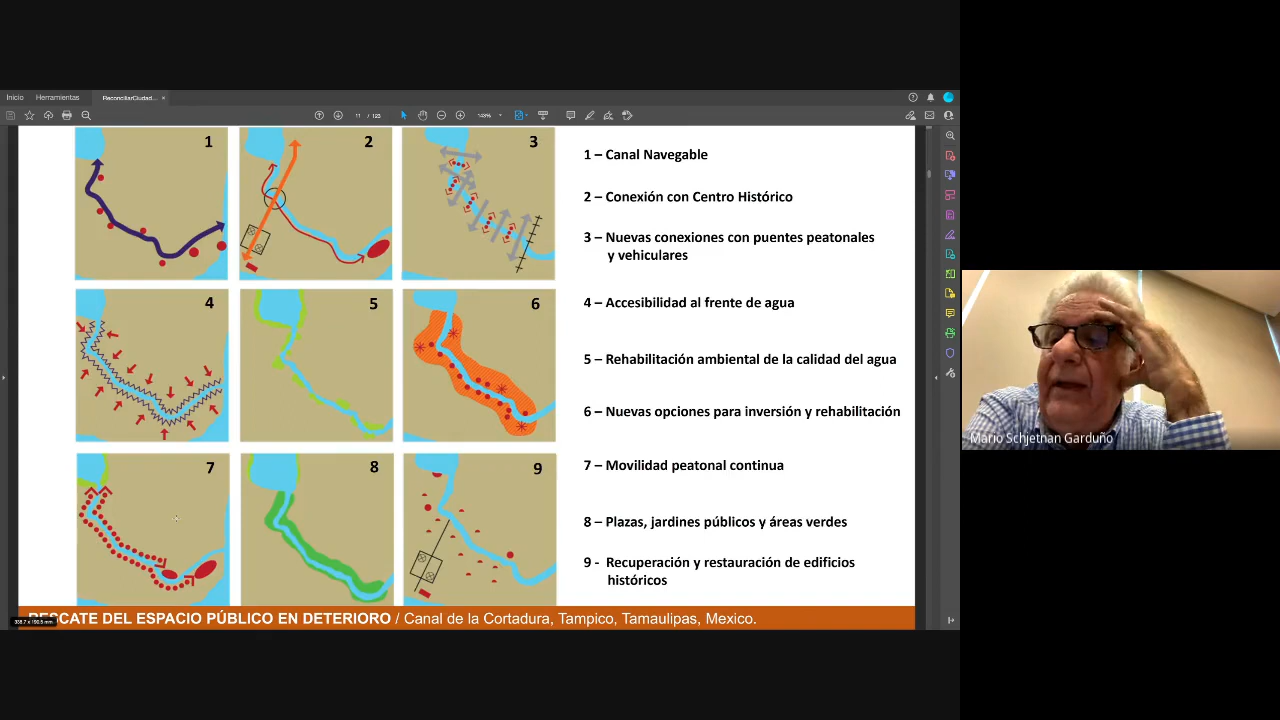 Inicio Herramientas ReconciliarCiudad... ×
11 / 123
143%
1
2
3
4
5
6
7
8
9
1 – Canal Navegable
2 – Conexión con Centro Histórico
3 – Nuevas conexiones con puentes peatonales
y vehiculares
4 – Accesibilidad al frente de agua
5 – Rehabilitación ambiental de la calidad del agua
6 – Nuevas opciones para inversión y rehabilitación
7 – Movilidad peatonal continua
8 – Plazas, jardines públicos y áreas verdes
9 - Recuperación y restauración de edificios
históricos
CATE DEL ESPACIO PÚBLICO EN DETERIORO / Canal de la Cortadura, Tampico, Tamaulipas, Mexico.
Mario Schjetnan Garduño